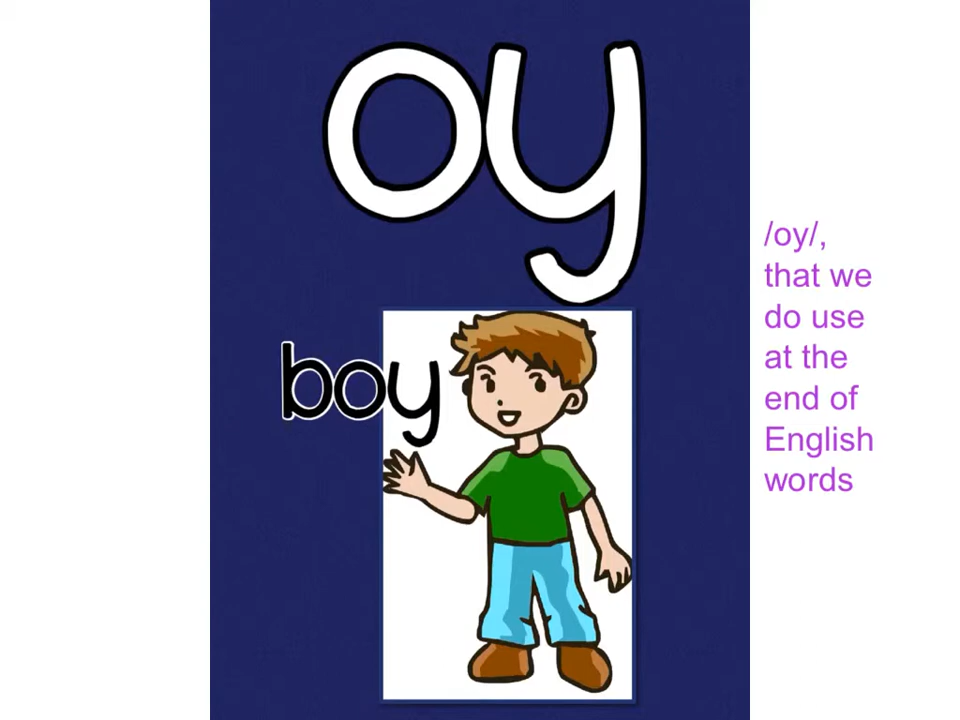 oy
boy
/oy/,
that we
do use
at the
end of
English
words